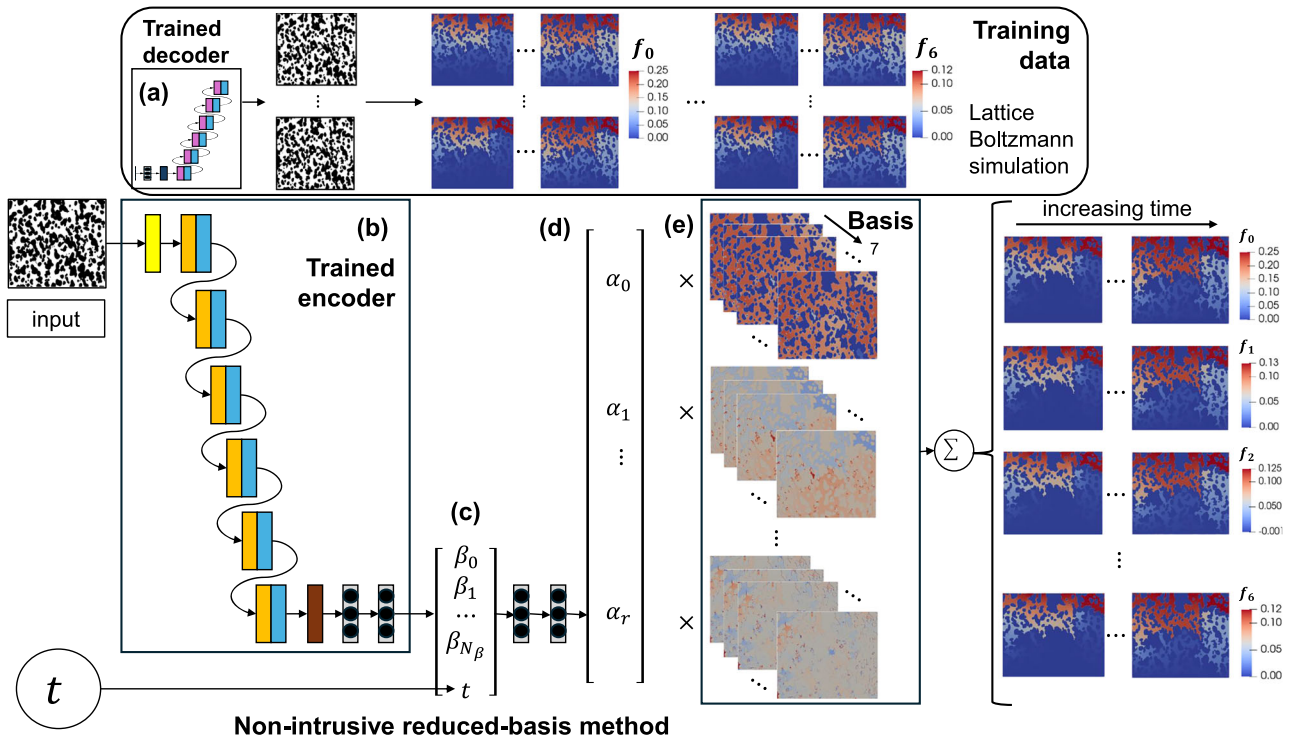 Trained
decoder
(a)
f₀
0.25
0.20
0.15
0.10
0.05
0.00
...
f₆
0.12
0.10
0.05
0.00
Training
data
Lattice
Boltzmann
simulation
input
(b)
Trained
encoder
(c)
β₀
β₁
...
β_{N_β}
t
t
Non-intrusive reduced-basis method
(d)
α₀
α₁
⋮
α_r
×
×
×
(e)
Basis
7
Σ
increasing time
f₀
0.25
0.20
0.15
0.10
0.05
0.00
f₁
0.13
0.10
0.05
0.00
f₂
0.125
0.100
0.050
-0.001
⋮
f₆
0.12
0.10
0.05
0.00